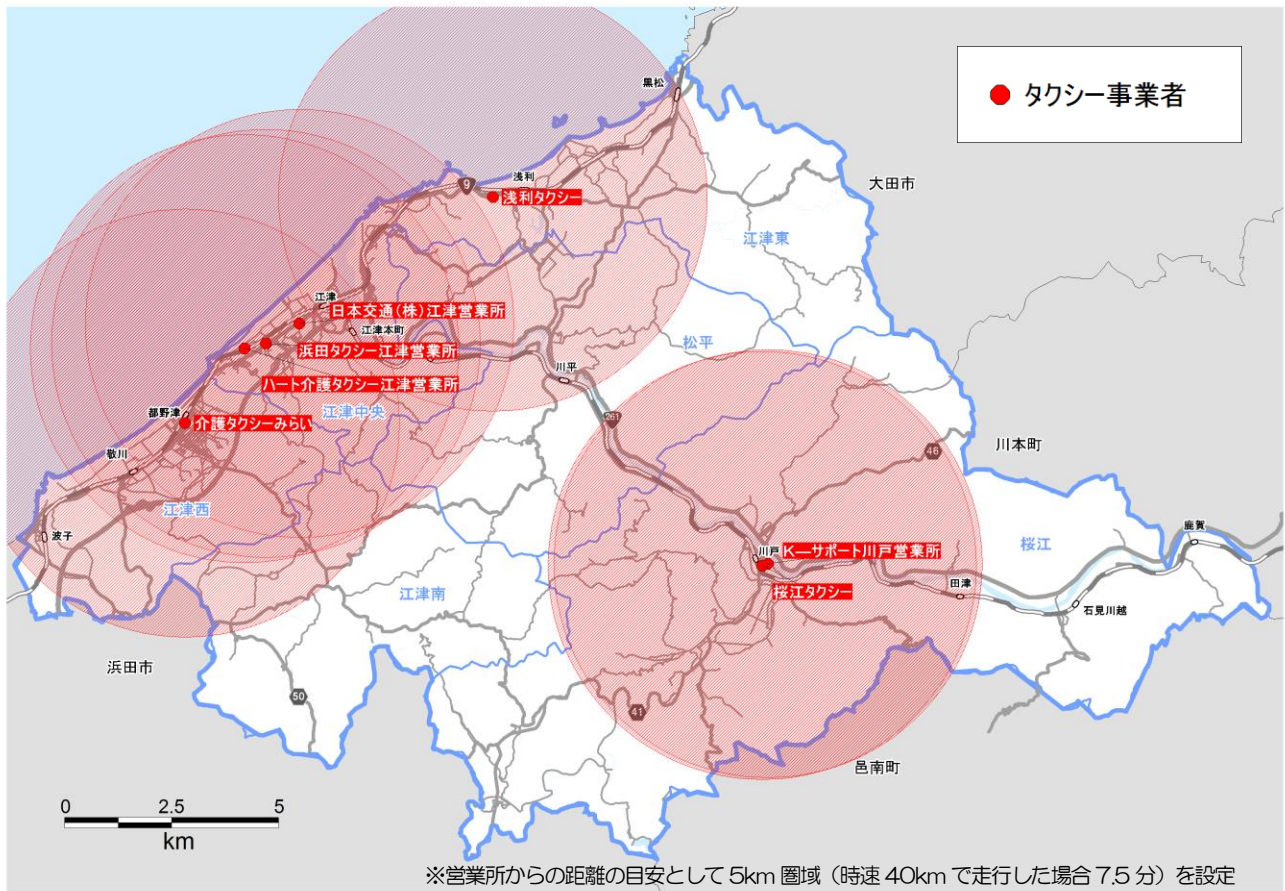 タクシー事業者
黒松
大田市
浅利
9
浅利タクシー
江津東
江津
日本交通(株)江津営業所
江津本町
浜田タクシー江津営業所
松平
川平
ハート介護タクシー江津営業所
江津中央
都野津
介護タクシーみらい
261
川本町
46
敬川
江津西
波子
鹿賀
桜江
川戸
K―サポート川戸営業所
桜江タクシー
田津
石見川越
江津南
浜田市
50
41
邑南町
0 2.5 5
km
※営業所からの距離の目安として5km圏域(時速40kmで走行した場合7.5分)を設定